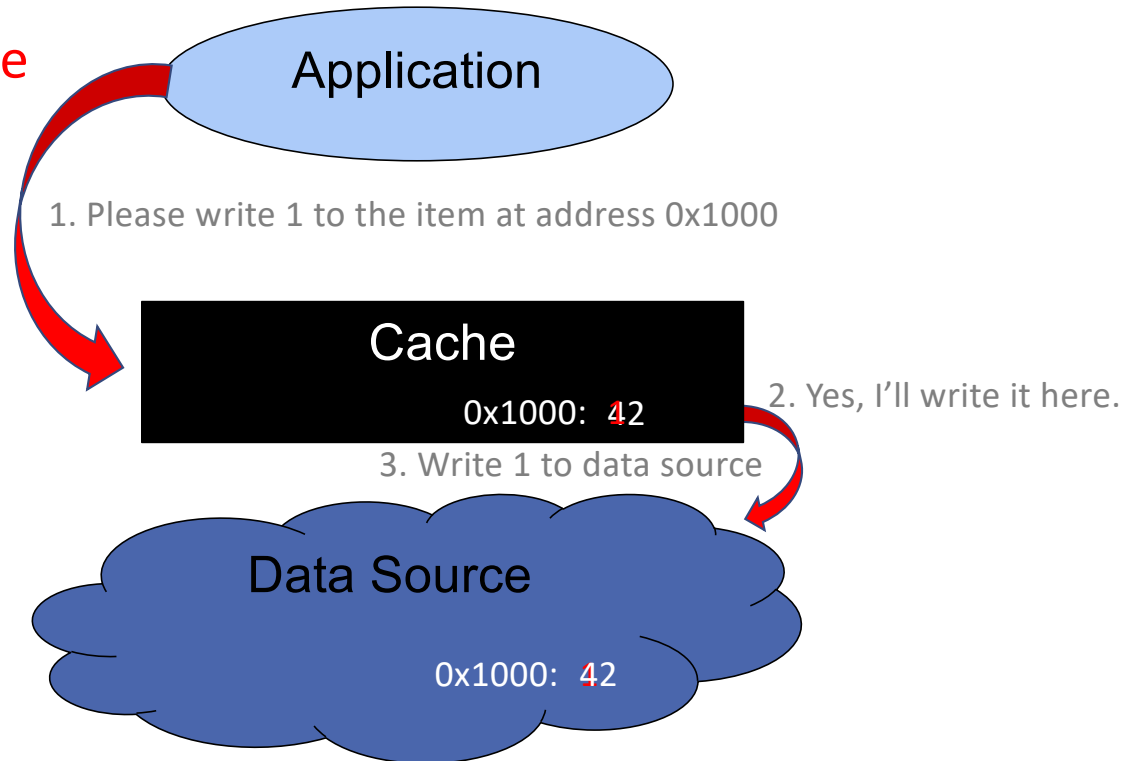 e
Application
1. Please write 1 to the item at address 0x1000
Cache
0x1000: 42
2. Yes, I’ll write it here.
3. Write 1 to data source
Data Source
0x1000: 42